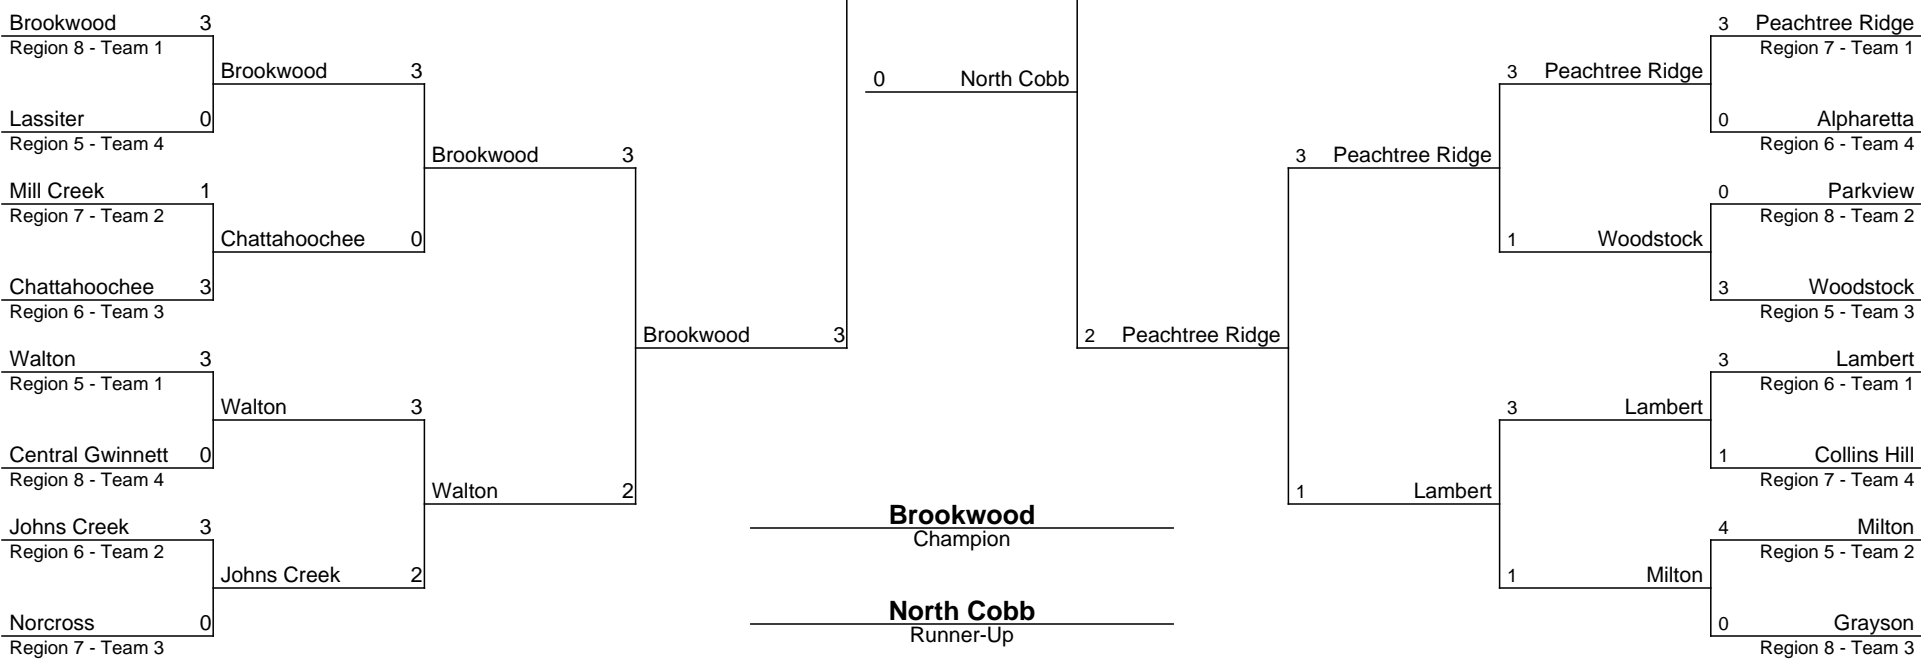 Brookwood 3
Region 8 - Team 1
Brookwood 3
Lassiter 0
Region 5 - Team 4
Brookwood 3
Mill Creek 1
Region 7 - Team 2
Chattahoochee 0
Chattahoochee 3
Region 6 - Team 3
Brookwood 3
Walton 3
Region 5 - Team 1
Walton 3
Central Gwinnett 0
Region 8 - Team 4
Walton 2
Johns Creek 3
Region 6 - Team 2
Johns Creek 2
Norcross 0
Region 7 - Team 3
0 North Cobb
Brookwood
Champion
North Cobb
Runner-Up
3 Peachtree Ridge
Region 7 - Team 1
3 Peachtree Ridge
0 Alpharetta
Region 6 - Team 4
3 Peachtree Ridge
0 Parkview
Region 8 - Team 2
1 Woodstock
3 Woodstock
Region 5 - Team 3
2 Peachtree Ridge
3 Lambert
Region 6 - Team 1
3 Lambert
1 Collins Hill
Region 7 - Team 4
1 Lambert
4 Milton
Region 5 - Team 2
1 Milton
0 Grayson
Region 8 - Team 3